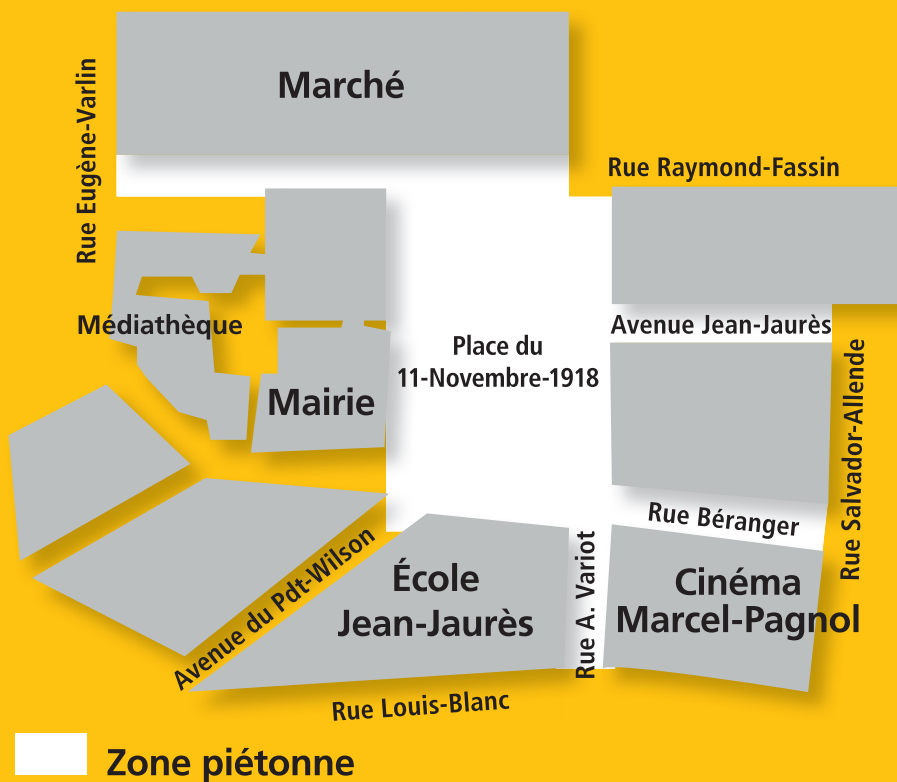 Marché
Rue Eugène-Varlin
Rue Raymond-Fassin
Médiathèque
Avenue Jean-Jaurès
Place du
11-Novembre-1918
Mairie
Rue Salvador-Allende
Rue Béranger
Avenue du Pdt-Wilson
École
Jean-Jaurès
Rue A. Variot
Cinéma
Marcel-Pagnol
Rue Louis-Blanc
Zone piétonne